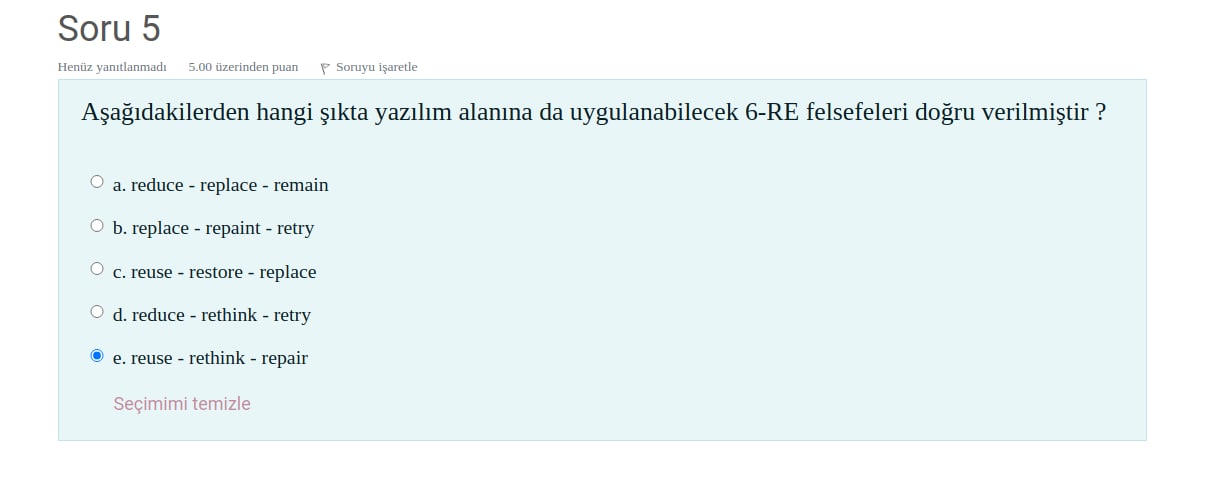 Soru 5
Henüz yanıtlanmadı 5.00 üzerinden puan Soruyu işaretle
Aşağıdakilerden hangi şıkta yazılım alanına da uygulanabilecek 6-RE felsefeleri doğru verilmiştir ?
a. reduce - replace - remain
b. replace - repaint - retry
c. reuse - restore - replace
d. reduce - rethink - retry
e. reuse - rethink - repair
Seçimimi temizle